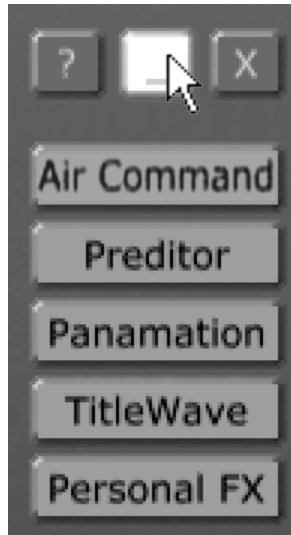 ? _ X
Air Command
Preditor
Panamation
TitleWave
Personal FX